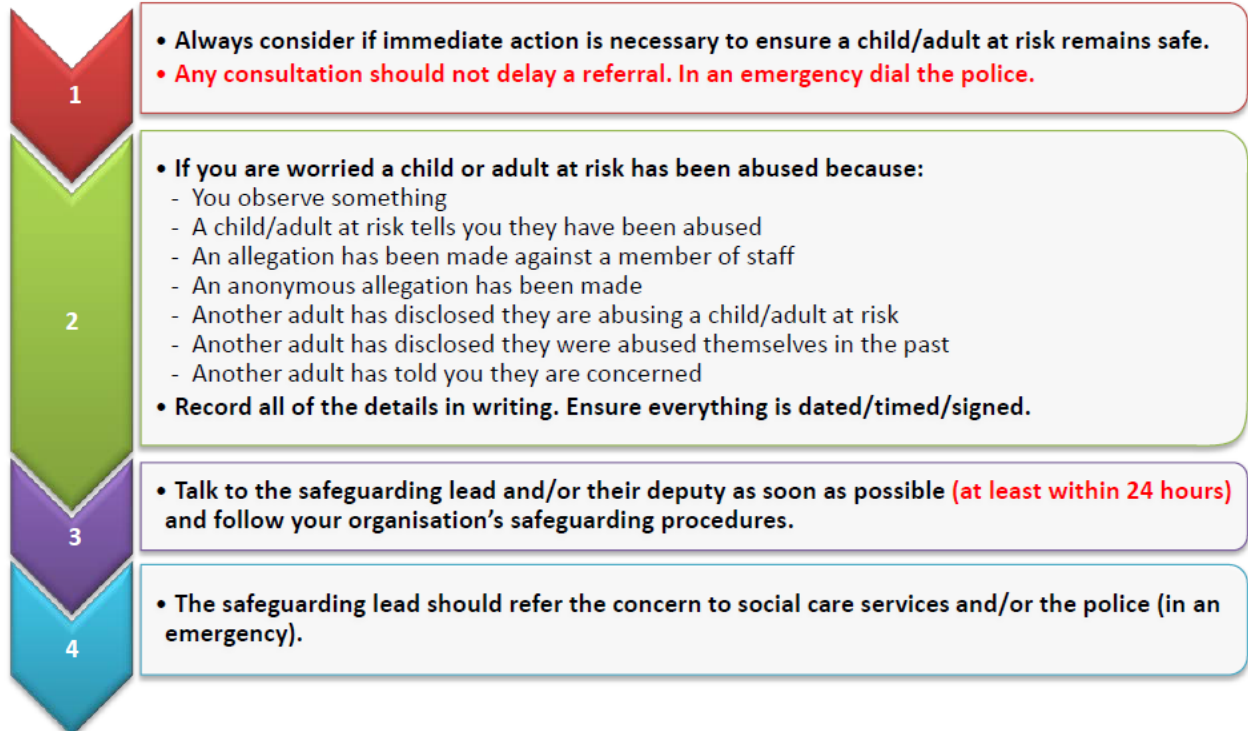 1
• Always consider if immediate action is necessary to ensure a child/adult at risk remains safe.
• Any consultation should not delay a referral. In an emergency dial the police.
2
• If you are worried a child or adult at risk has been abused because:
- You observe something
- A child/adult at risk tells you they have been abused
- An allegation has been made against a member of staff
- An anonymous allegation has been made
- Another adult has disclosed they are abusing a child/adult at risk
- Another adult has disclosed they were abused themselves in the past
- Another adult has told you they are concerned
• Record all of the details in writing. Ensure everything is dated/timed/signed.
3
• Talk to the safeguarding lead and/or their deputy as soon as possible (at least within 24 hours)
and follow your organisation's safeguarding procedures.
4
• The safeguarding lead should refer the concern to social care services and/or the police (in an
emergency).